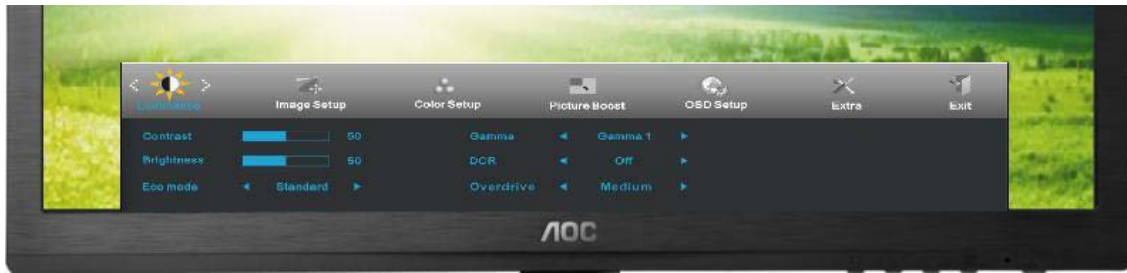 Luminance Image Setup Color Setup Picture Boost OSD Setup Extra Exit
Contrast 50 Gamma Gamma 1
Brightness 50 DCR Off
Eco mode Standard Overdrive Medium
AOC